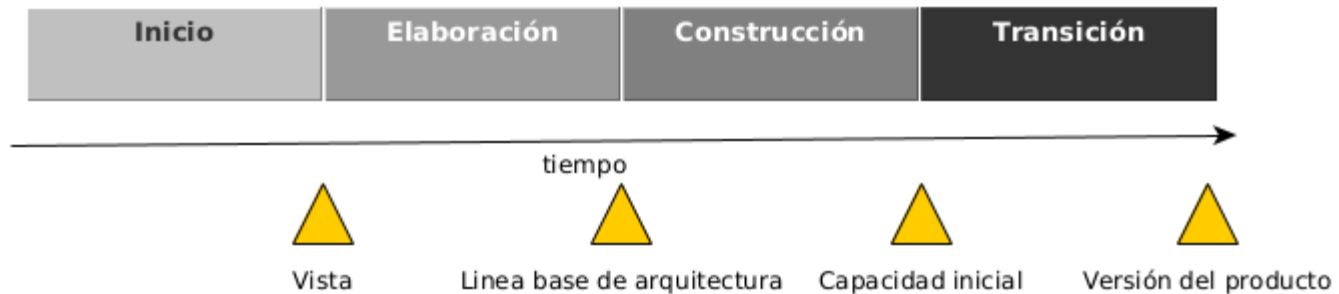 Inicio
Elaboración
Construcción
Transición
tiempo
Vista
Linea base de arquitectura
Capacidad inicial
Versión del producto